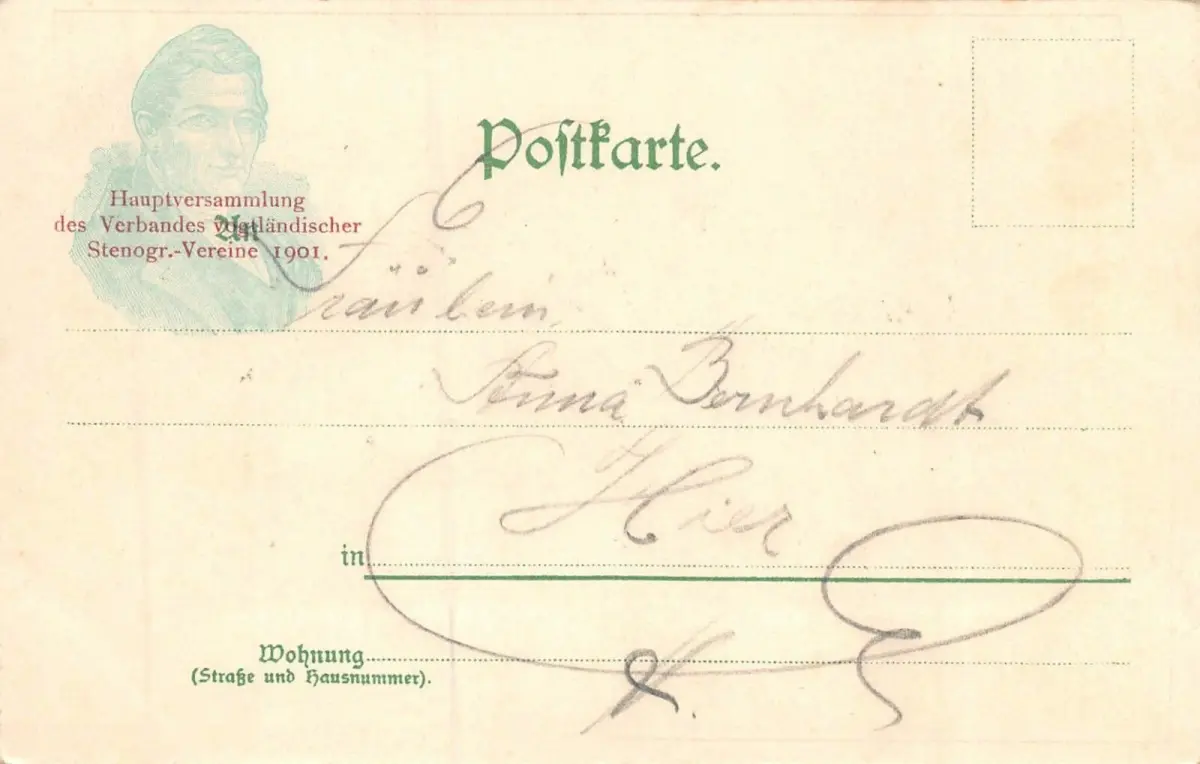 Postkarte.
Hauptversammlung
des Verbandes vogtländischer
Stenogr.-Vereine 1901.
An
Fräulein
Anna Bernhardt
in Hier
Wohnung
(Straße und Hausnummer).